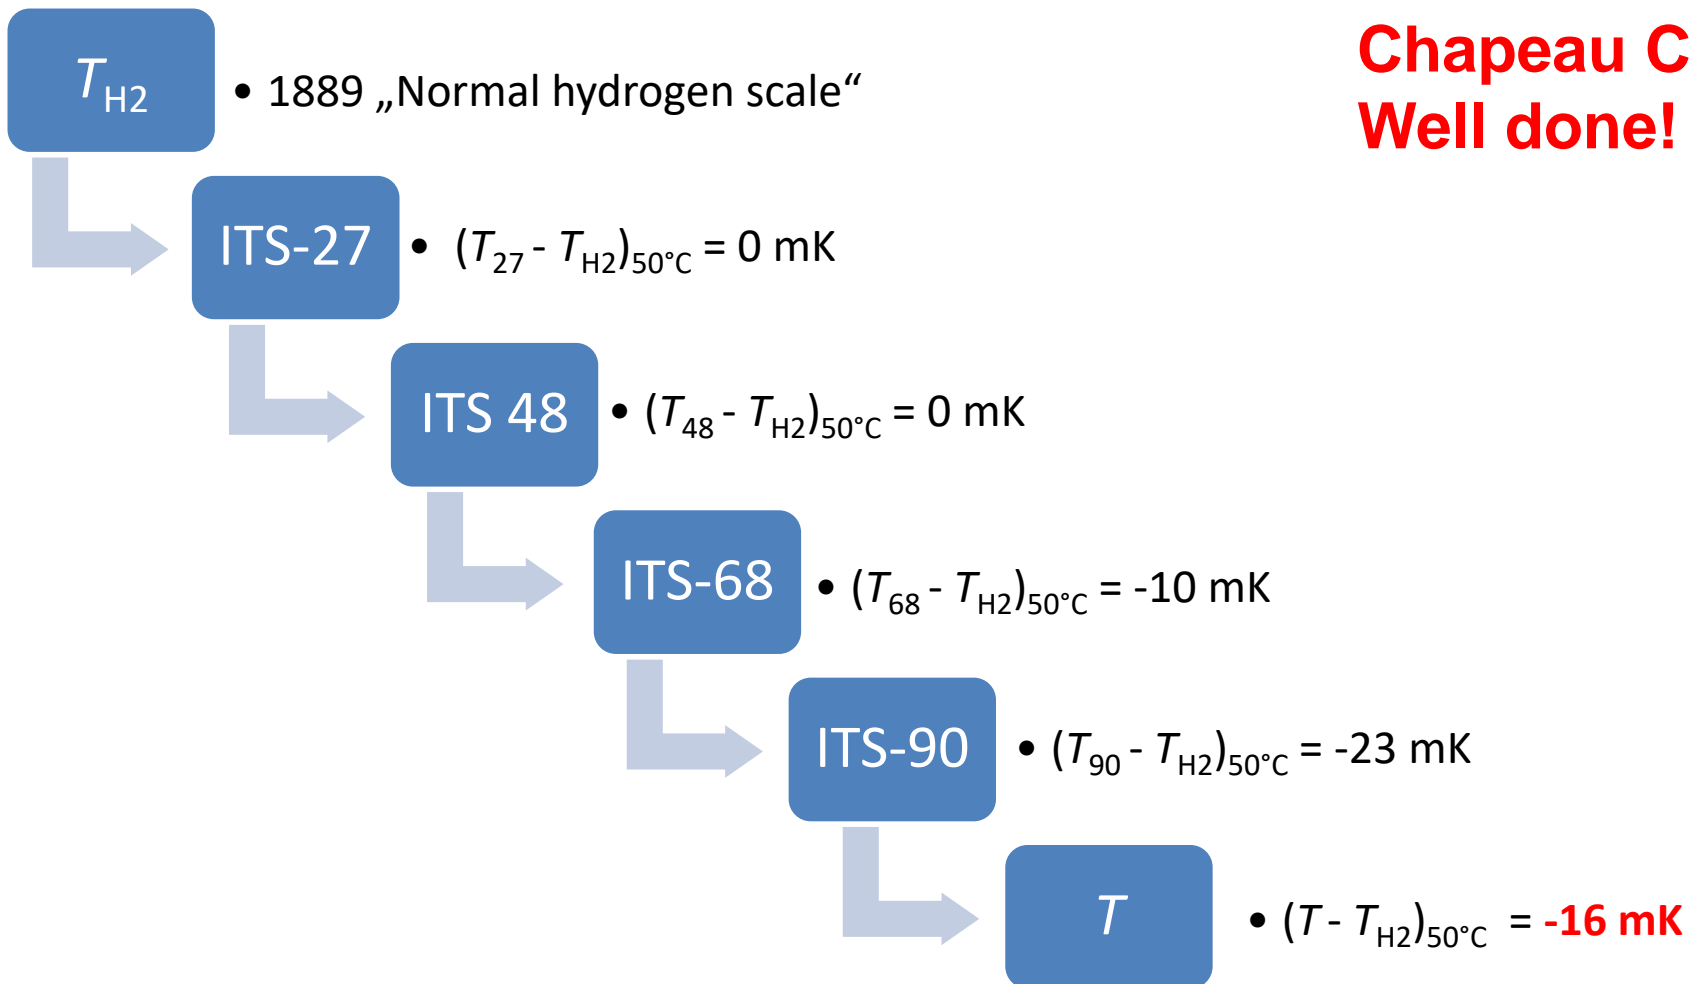 Chapeau C
Well done!
T_H2
• 1889 „Normal hydrogen scale“
ITS-27
• (T_27 - T_H2)_50°C = 0 mK
ITS 48
• (T_48 - T_H2)_50°C = 0 mK
ITS-68
• (T_68 - T_H2)_50°C = -10 mK
ITS-90
• (T_90 - T_H2)_50°C = -23 mK
T
• (T - T_H2)_50°C = -16 mK